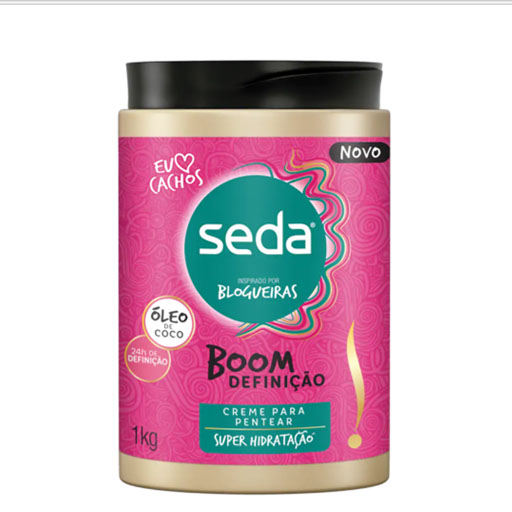 NOVO
EU
CACHOS
seda®
INSPIRADO POR
BLOGUEIRAS
ÓLEO
DE
COCO
24h DE
DEFINIÇÃO
BOOM
DEFINIÇÃO
CREME PARA
PENTEAR
SUPER HIDRATAÇÃO
1kg